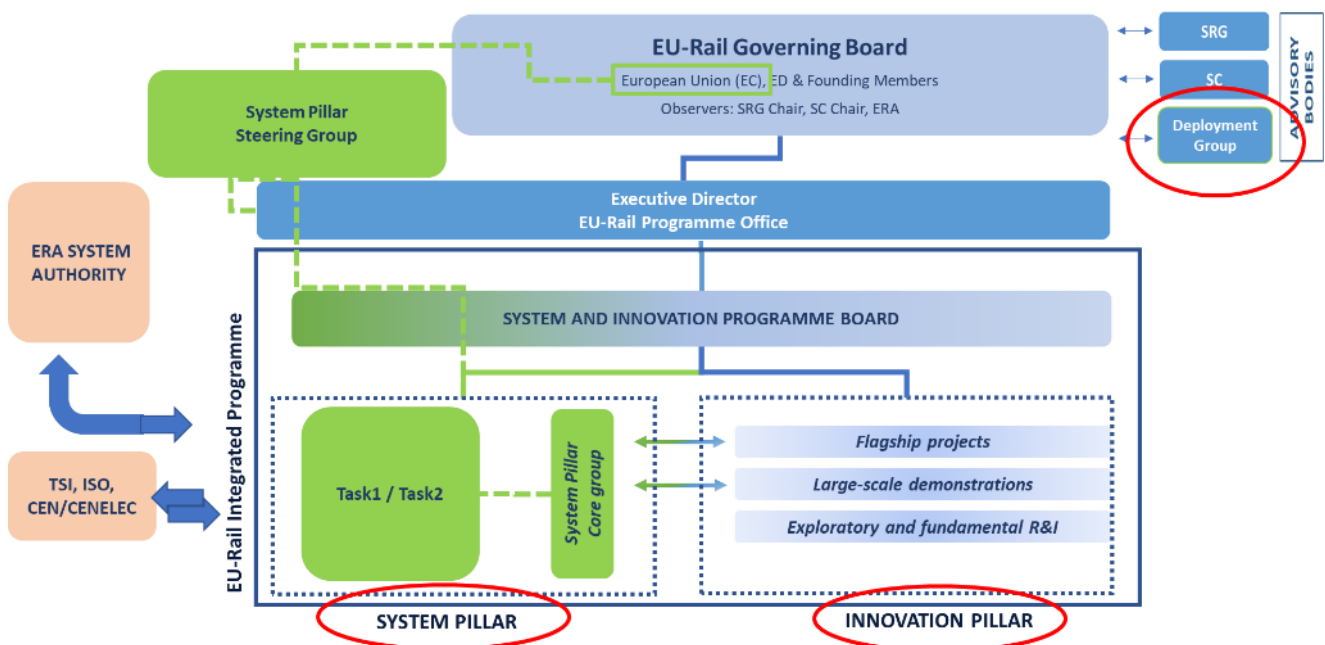 EU-Rail Governing Board
European Union (EC), ED & Founding Members
Observers: SRG Chair, SC Chair, ERA
SRG
SC
Deployment
Group
ADVISORY
BODIES
System Pillar
Steering Group
Executive Director
EU-Rail Programme Office
ERA SYSTEM
AUTHORITY
SYSTEM AND INNOVATION PROGRAMME BOARD
EU-Rail Integrated Programme
TSI, ISO,
CEN/CENELEC
Task1 / Task2
System Pillar
Core group
Flagship projects
Large-scale demonstrations
Exploratory and fundamental R&I
SYSTEM PILLAR
INNOVATION PILLAR